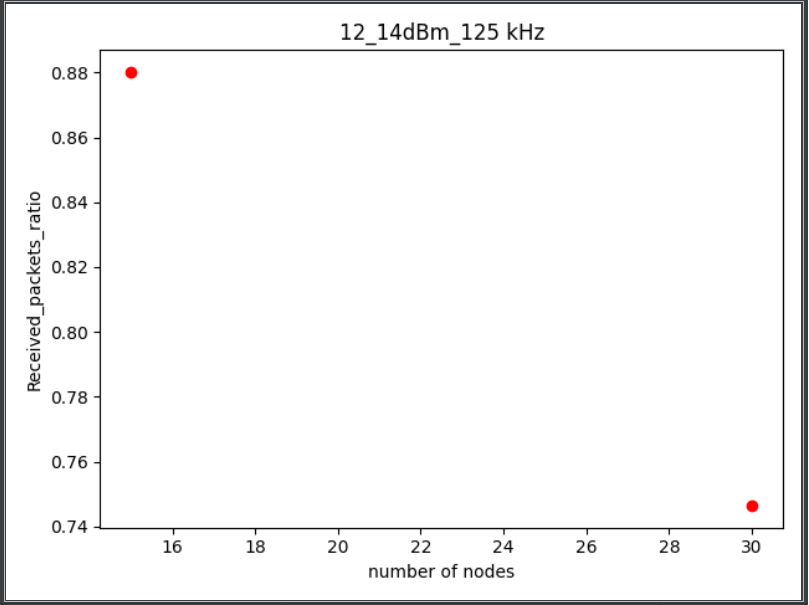 12_14dBm_125 kHz
Received_packets_ratio
0.88
0.86
0.84
0.82
0.80
0.78
0.76
0.74
16 18 20 22 24 26 28 30
number of nodes